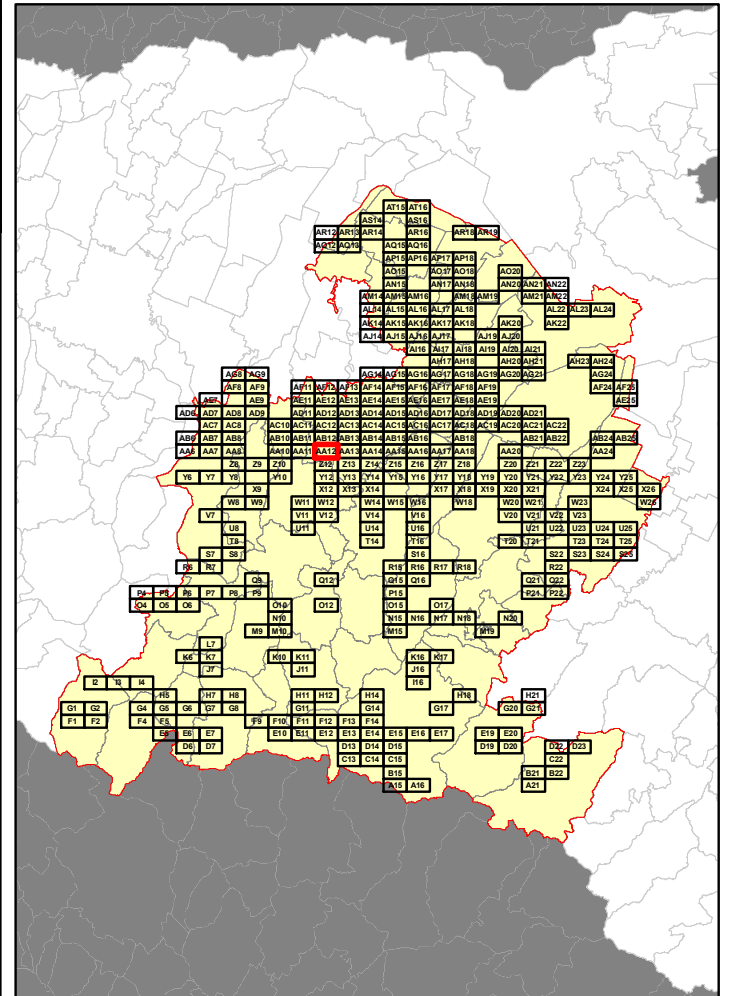 AT15 AT16
AS14 AS16
AR12 AR13 AR14 AR16 AR18 AR19
AQ12 AQ13 AQ15 AQ16
AP15 AP16 AP17 AP18
AO15 AO17 AO18 AO20
AN15 AN17 AN18 AN20 AN21 AN22
AM14 AM15 AM16 AM18 AM19 AM21 AM22
AL14 AL15 AL16 AL17 AL18 AL22 AL23 AL24
AK14 AK15 AK16 AK17 AK18 AK20 AK22
AJ14 AJ15 AJ16 AJ17 AJ19 AJ20
AI16 AI17 AI18 AI19 AI20 AI21
AH17 AH18 AH20 AH21 AH23 AH24
AG8 AG9 AG14 AG15 AG16 AG17 AG18 AG19 AG20 AG21 AG24
AF8 AF9 AF11 AF12 AF13 AF14 AF15 AF16 AF17 AF18 AF19 AF24 AF25
AE7 AE9 AE11 AE12 AE13 AE14 AE15 AE16 AE17 AE18 AE19 AE25
AD6 AD7 AD8 AD9 AD11 AD12 AD13 AD14 AD15 AD16 AD17 AD18 AD19 AD20 AD21
AC7 AC8 AC10 AC11 AC12 AC13 AC14 AC15 AC16 AC17 AC18 AC19 AC20 AC21 AC22
AB6 AB7 AB8 AB10 AB11 AB12 AB13 AB14 AB15 AB16 AB18 AB21 AB22 AB24 AB25
AA6 AA7 AA8 AA10 AA11 AA12 AA13 AA14 AA15 AA16 AA17 AA18 AA20 AA24
Z8 Z9 Z10 Z12 Z13 Z14 Z15 Z16 Z17 Z18 Z20 Z21 Z22 Z23
Y6 Y7 Y8 Y10 Y12 Y13 Y14 Y15 Y16 Y17 Y18 Y19 Y20 Y21 Y22 Y23 Y24 Y25
X9 X12 X13 X14 X17 X18 X19 X20 X21 X24 X25 X26
W8 W9 W11 W12 W14 W15 W16 W18 W20 W21 W23 W26
V7 V11 V12 V14 V16 V20 V21 V22 V23
U8 U11 U14 U16 U21 U22 U23 U24 U25
T8 T14 T16 T20 T21 T23 T24 T25
S7 S8 S16 S22 S23 S24 S25
R6 R7 R15 R16 R17 R18 R22
Q9 Q12 Q15 Q16 Q21 Q22
P4 P5 P6 P7 P8 P9 P15 P21 P22
O4 O5 O6 O10 O12 O15 O17
N10 N15 N16 N17 N18 N20
M9 M10 M15 M19
L7
K6 K7 K10 K11 K16 K17
J7 J11 J16
I2 I3 I4 I16
H5 H7 H8 H11 H12 H14 H18 H21
G1 G2 G4 G5 G6 G7 G8 G11 G14 G17 G20 G21
F1 F2 F4 F5 F9 F10 F11 F12 F13 F14
E5 E6 E7 E10 E11 E12 E13 E14 E15 E16 E17 E19 E20
D6 D7 D13 D14 D15 D19 D20 D22 D23
C13 C14 C15 C22
B15 B21 B22
A15 A16 A21